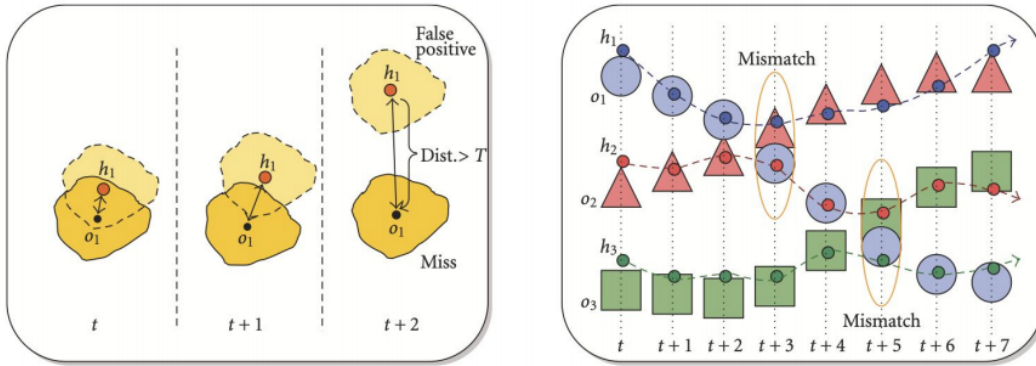 False
positive
h1
h1
h1
Dist. > T
o1
o1
o1
Miss
t
t + 1
t + 2
h1
Mismatch
o1
h2
o2
h3
o3
Mismatch
t
t + 1
t + 2
t + 3
t + 4
t + 5
t + 6
t + 7